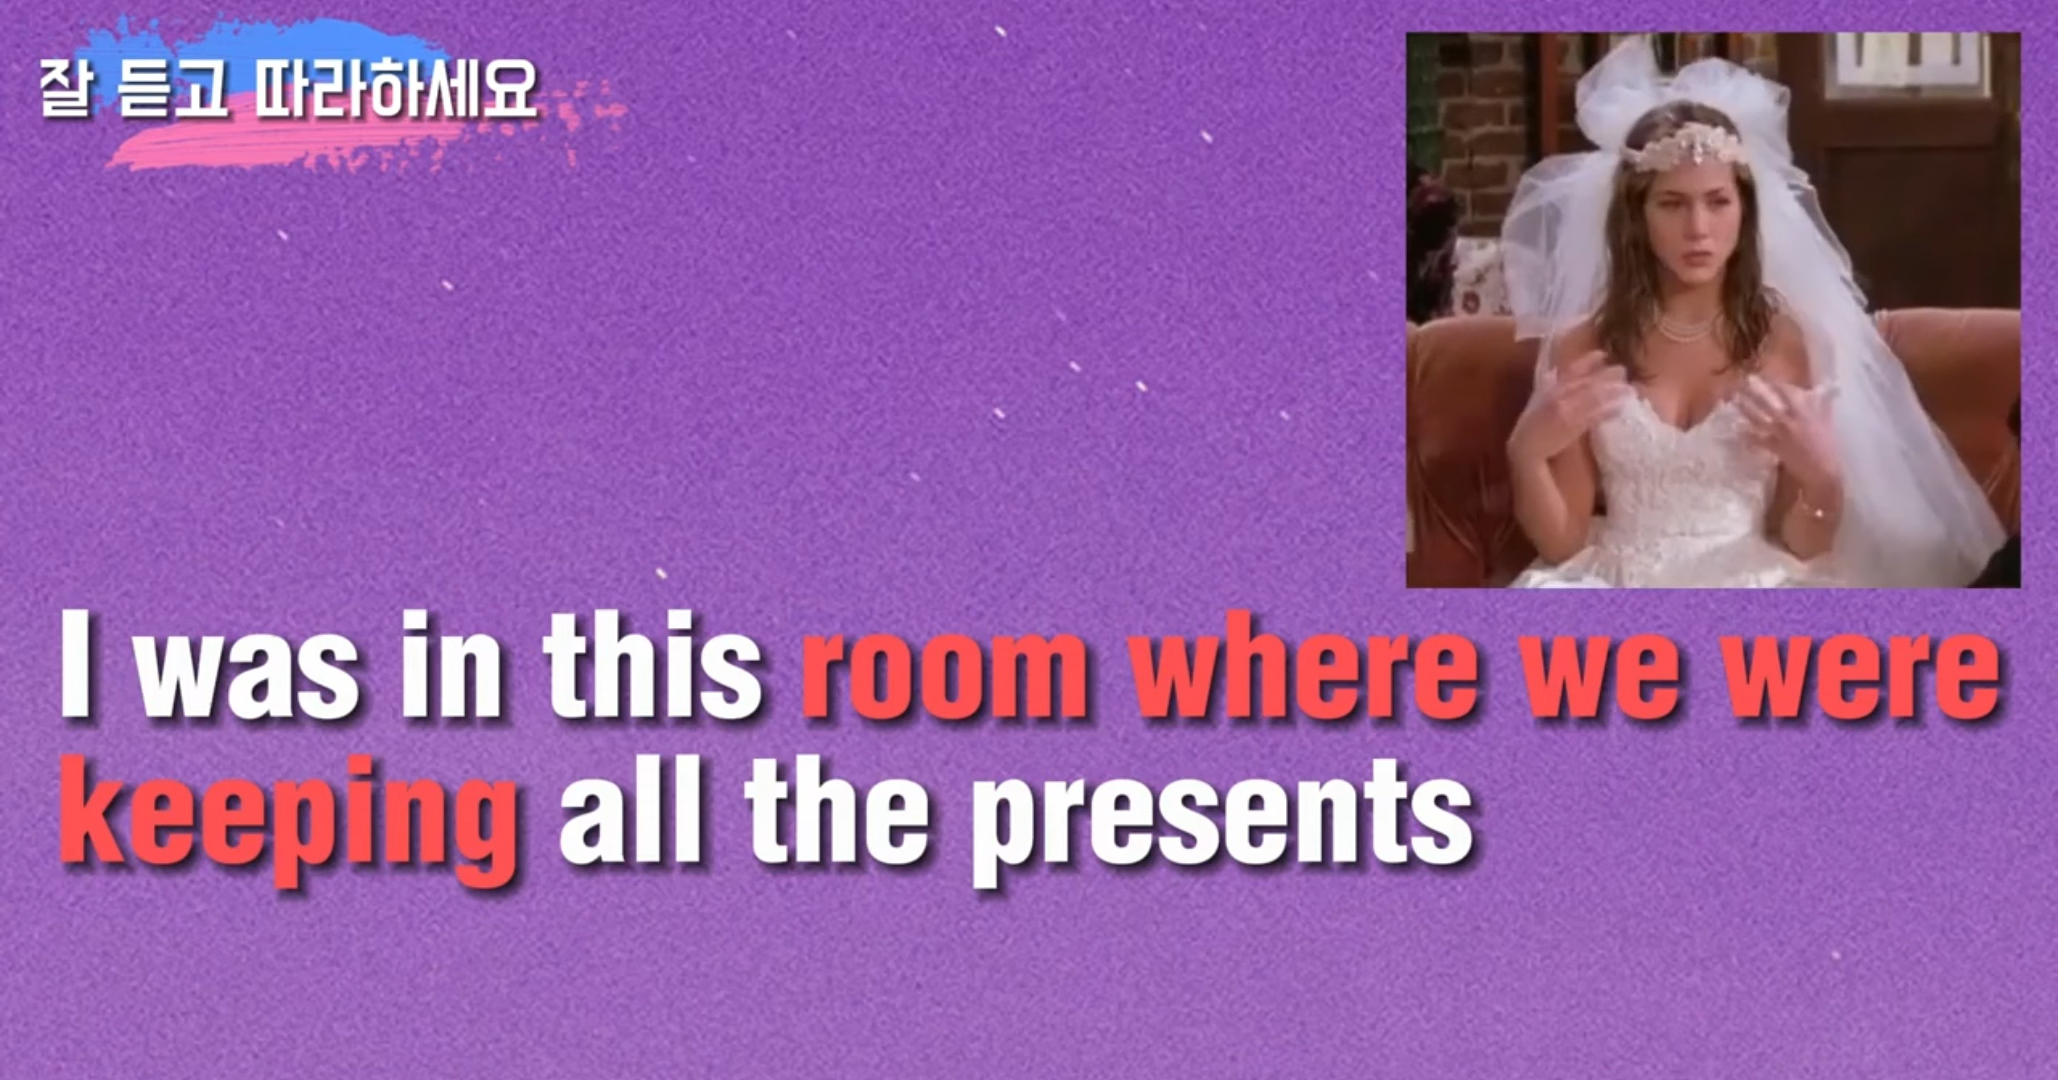 잘 듣고 따라하세요
I was in this room where we were
keeping all the presents